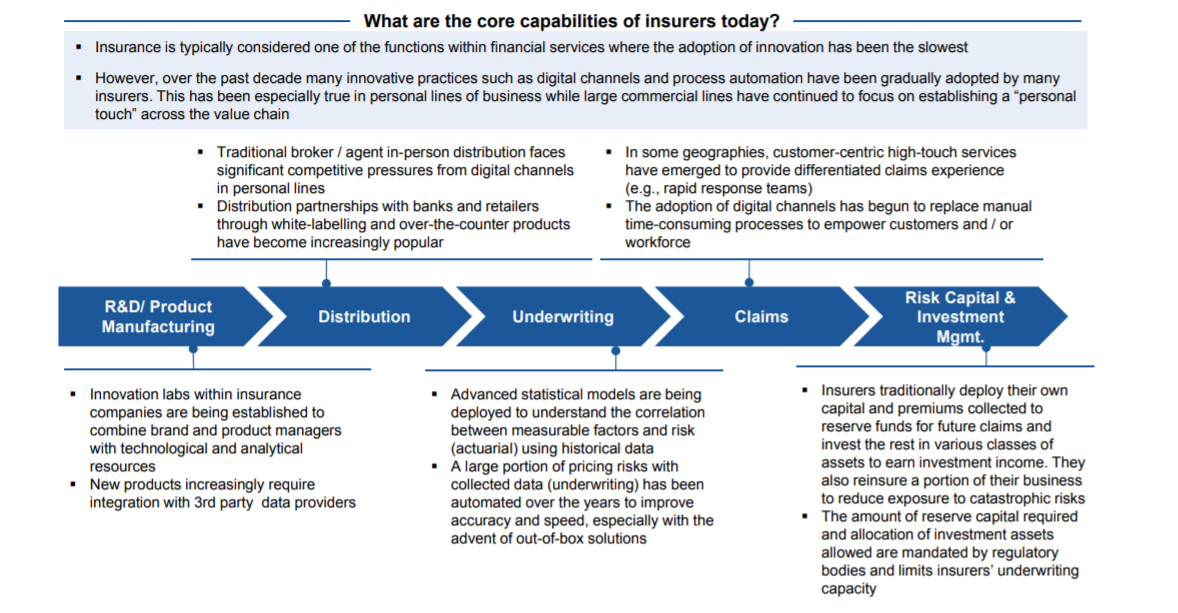 What are the core capabilities of insurers today?
▪ Insurance is typically considered one of the functions within financial services where the adoption of innovation has been the slowest
▪ However, over the past decade many innovative practices such as digital channels and process automation have been gradually adopted by many
insurers. This has been especially true in personal lines of business while large commercial lines have continued to focus on establishing a “personal
touch” across the value chain
▪ Traditional broker / agent in-person distribution faces
significant competitive pressures from digital channels
in personal lines
▪ Distribution partnerships with banks and retailers
through white-labelling and over-the-counter products
have become increasingly popular
▪ In some geographies, customer-centric high-touch services
have emerged to provide differentiated claims experience
(e.g., rapid response teams)
▪ The adoption of digital channels has begun to replace manual
time-consuming processes to empower customers and / or
workforce
R&D/ Product
Manufacturing
Distribution
Underwriting
Claims
Risk Capital &
Investment
Mgmt.
▪ Innovation labs within insurance
companies are being established to
combine brand and product managers
with technological and analytical
resources
▪ New products increasingly require
integration with 3rd party data providers
▪ Advanced statistical models are being
deployed to understand the correlation
between measurable factors and risk
(actuarial) using historical data
▪ A large portion of pricing risks with
collected data (underwriting) has been
automated over the years to improve
accuracy and speed, especially with the
advent of out-of-box solutions
▪ Insurers traditionally deploy their own
capital and premiums collected to
reserve funds for future claims and
invest the rest in various classes of
assets to earn investment income. They
also reinsure a portion of their business
to reduce exposure to catastrophic risks
▪ The amount of reserve capital required
and allocation of investment assets
allowed are mandated by regulatory
bodies and limits insurers’ underwriting
capacity